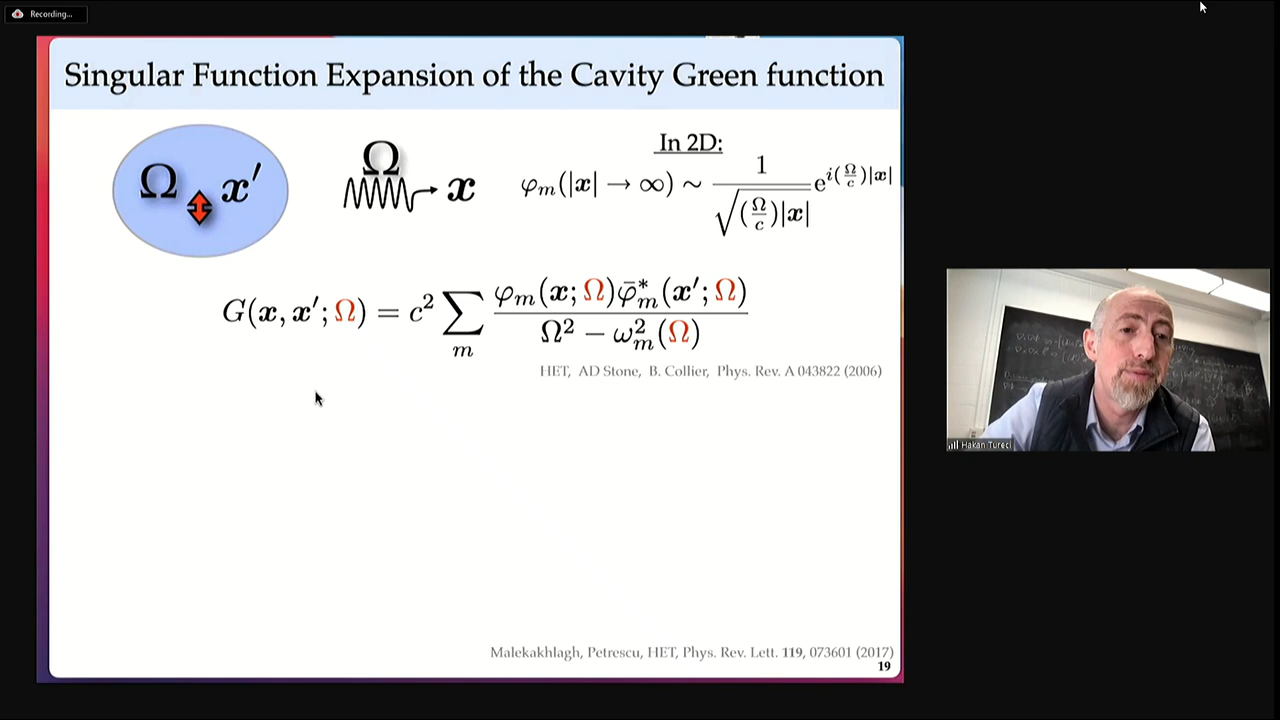 Recording...
Singular Function Expansion of the Cavity Green function
Ω x′
Ω
x
In 2D:
φ_m(|x| → ∞) ~ 1/√((Ω/c)|x|) e^{i(Ω/c)|x|}
G(x, x′; Ω) = c² ∑_m φ_m(x; Ω)φ̄*_m(x′; Ω) / (Ω² − ω²_m(Ω))
HET, AD Stone, B. Collier, Phys. Rev. A 043822 (2006)
Hakan Tureci
Malekakhlagh, Petrescu, HET, Phys. Rev. Lett. 119, 073601 (2017)
19